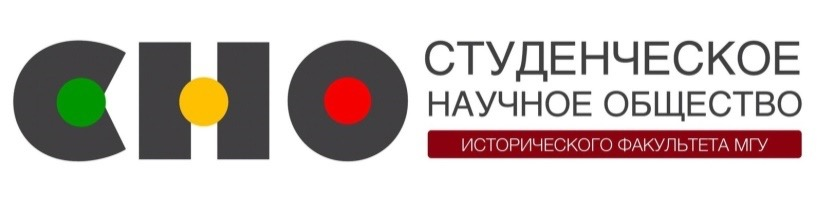 СНО
СТУДЕНЧЕСКОЕ
НАУЧНОЕ ОБЩЕСТВО
ИСТОРИЧЕСКОГО ФАКУЛЬТЕТА МГУ